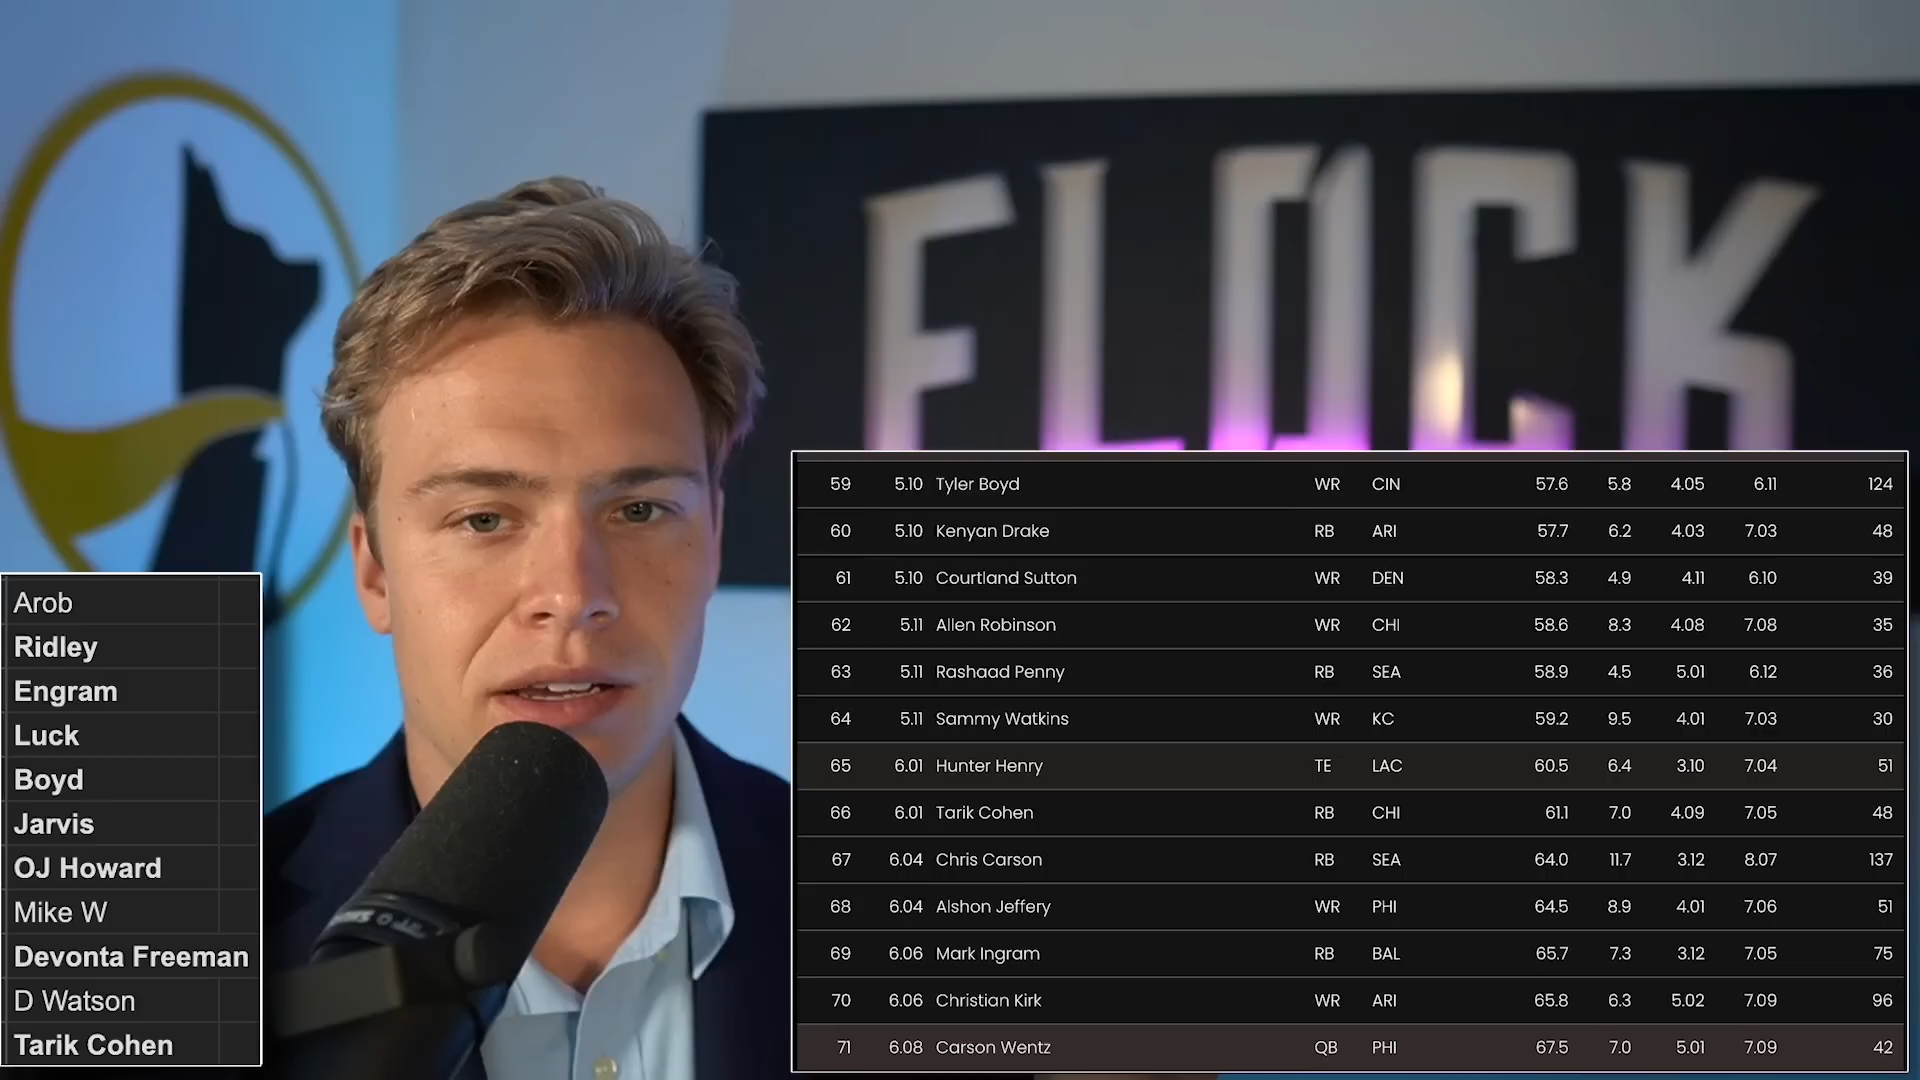 FLOCK
Arob
Ridley
Engram
Luck
Boyd
Jarvis
OJ Howard
Mike W
Devonta Freeman
D Watson
Tarik Cohen
59 5.10 Tyler Boyd WR CIN 57.6 5.8 4.05 6.11 124
60 5.10 Kenyan Drake RB ARI 57.7 6.2 4.03 7.03 48
61 5.10 Courtland Sutton WR DEN 58.3 4.9 4.11 6.10 39
62 5.11 Allen Robinson WR CHI 58.6 8.3 4.08 7.08 35
63 5.11 Rashaad Penny RB SEA 58.9 4.5 5.01 6.12 36
64 5.11 Sammy Watkins WR KC 59.2 9.5 4.01 7.03 30
65 6.01 Hunter Henry TE LAC 60.5 6.4 3.10 7.04 51
66 6.01 Tarik Cohen RB CHI 61.1 7.0 4.09 7.05 48
67 6.04 Chris Carson RB SEA 64.0 11.7 3.12 8.07 137
68 6.04 Alshon Jeffery WR PHI 64.5 8.9 4.01 7.06 51
69 6.06 Mark Ingram RB BAL 65.7 7.3 3.12 7.05 75
70 6.06 Christian Kirk WR ARI 65.8 6.3 5.02 7.09 96
71 6.08 Carson Wentz QB PHI 67.5 7.0 5.01 7.09 42